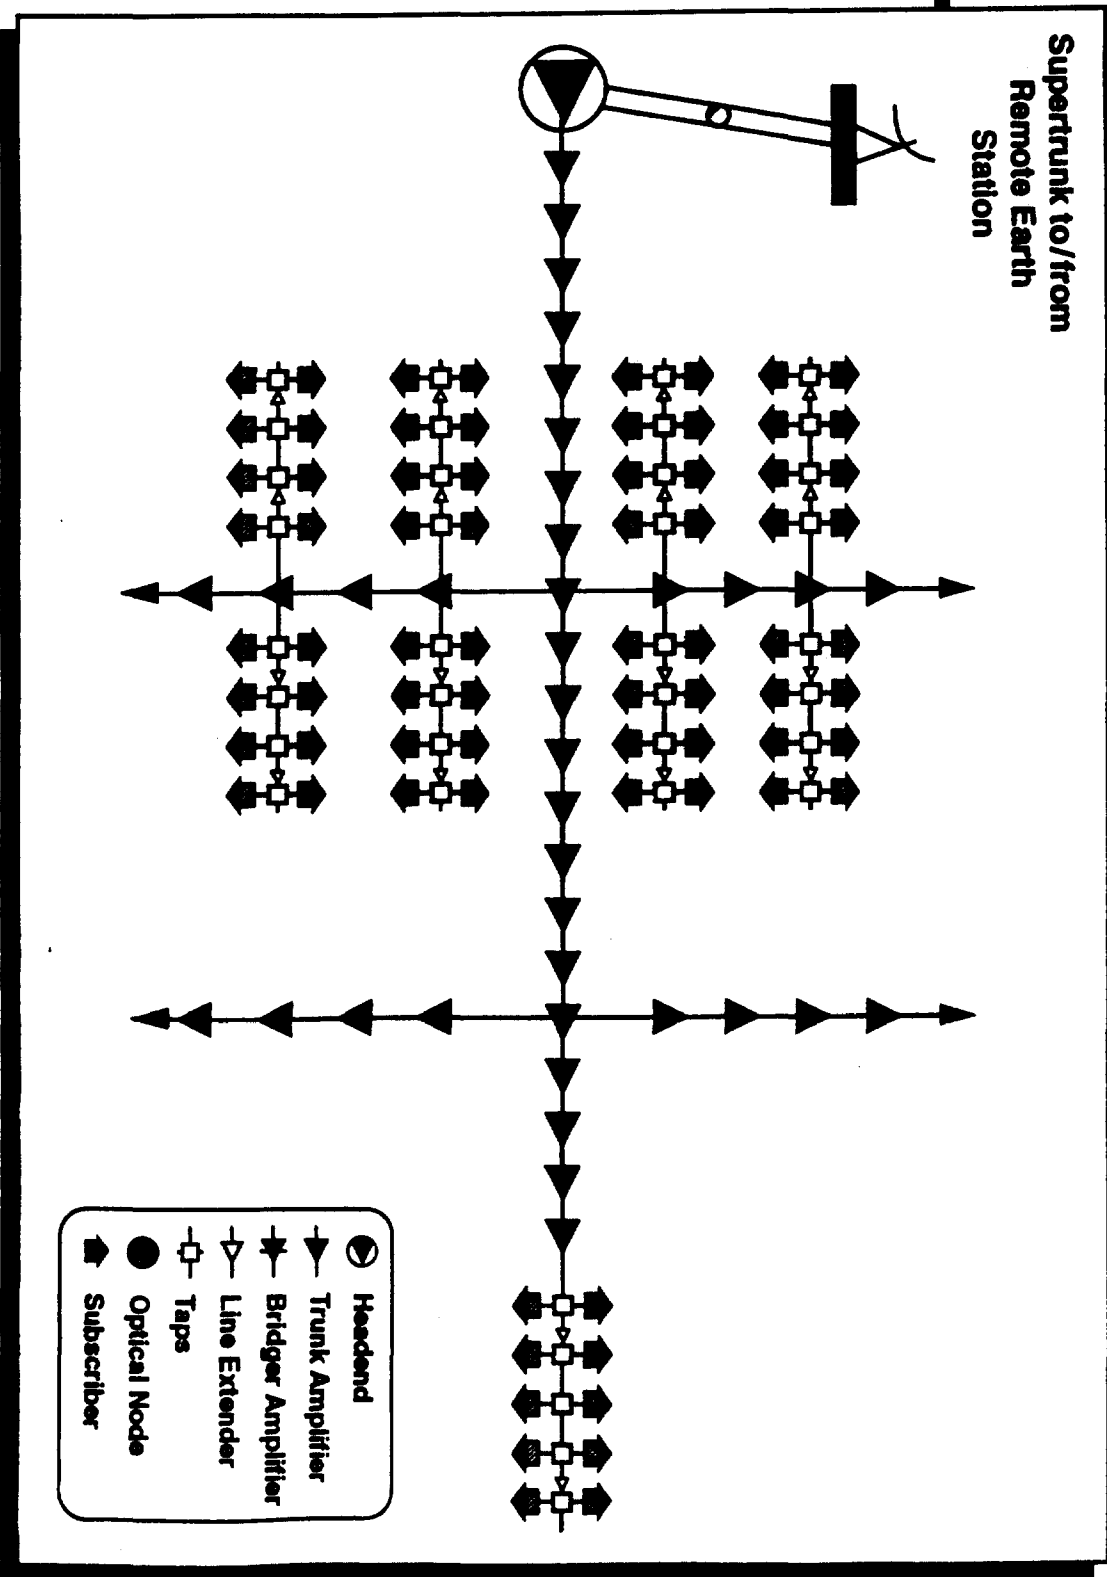 Supertrunk to/from
Remote Earth
Station
Headend
Trunk Amplifier
Bridger Amplifier
Line Extender
Taps
Optical Node
Subscriber